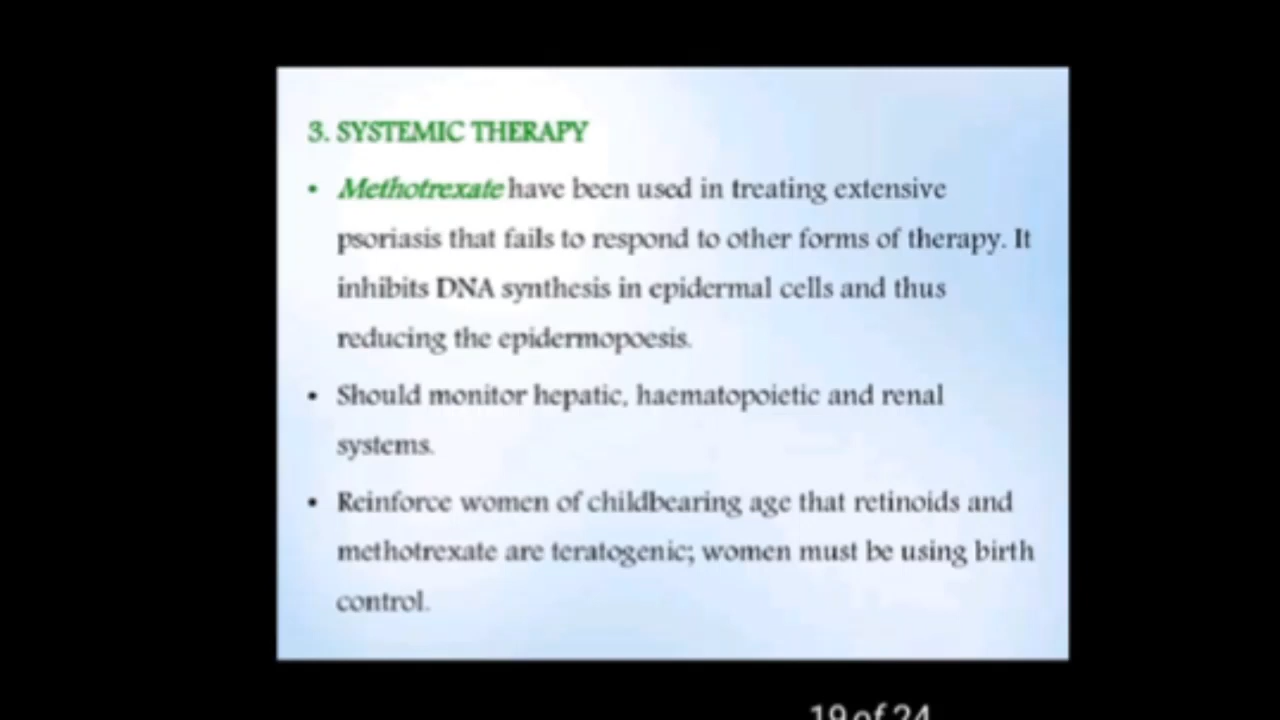 3. SYSTEMIC THERAPY
• Methotrexate have been used in treating extensive
psoriasis that fails to respond to other forms of therapy. It
inhibits DNA synthesis in epidermal cells and thus
reducing the epidermopoesis.
• Should monitor hepatic, haematopoietic and renal
systems.
• Reinforce women of childbearing age that retinoids and
methotrexate are teratogenic; women must be using birth
control.
19 of 24